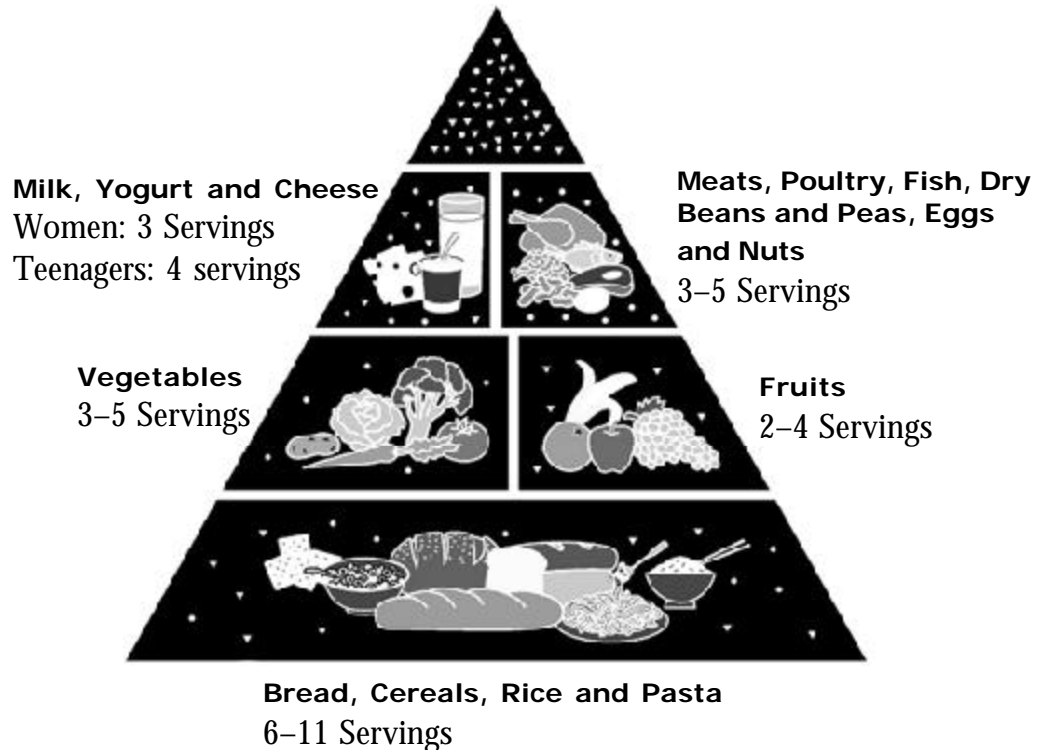 Milk, Yogurt and Cheese
Women: 3 Servings
Teenagers: 4 servings
Meats, Poultry, Fish, Dry
Beans and Peas, Eggs
and Nuts
3–5 Servings
Vegetables
3–5 Servings
Fruits
2–4 Servings
Bread, Cereals, Rice and Pasta
6–11 Servings